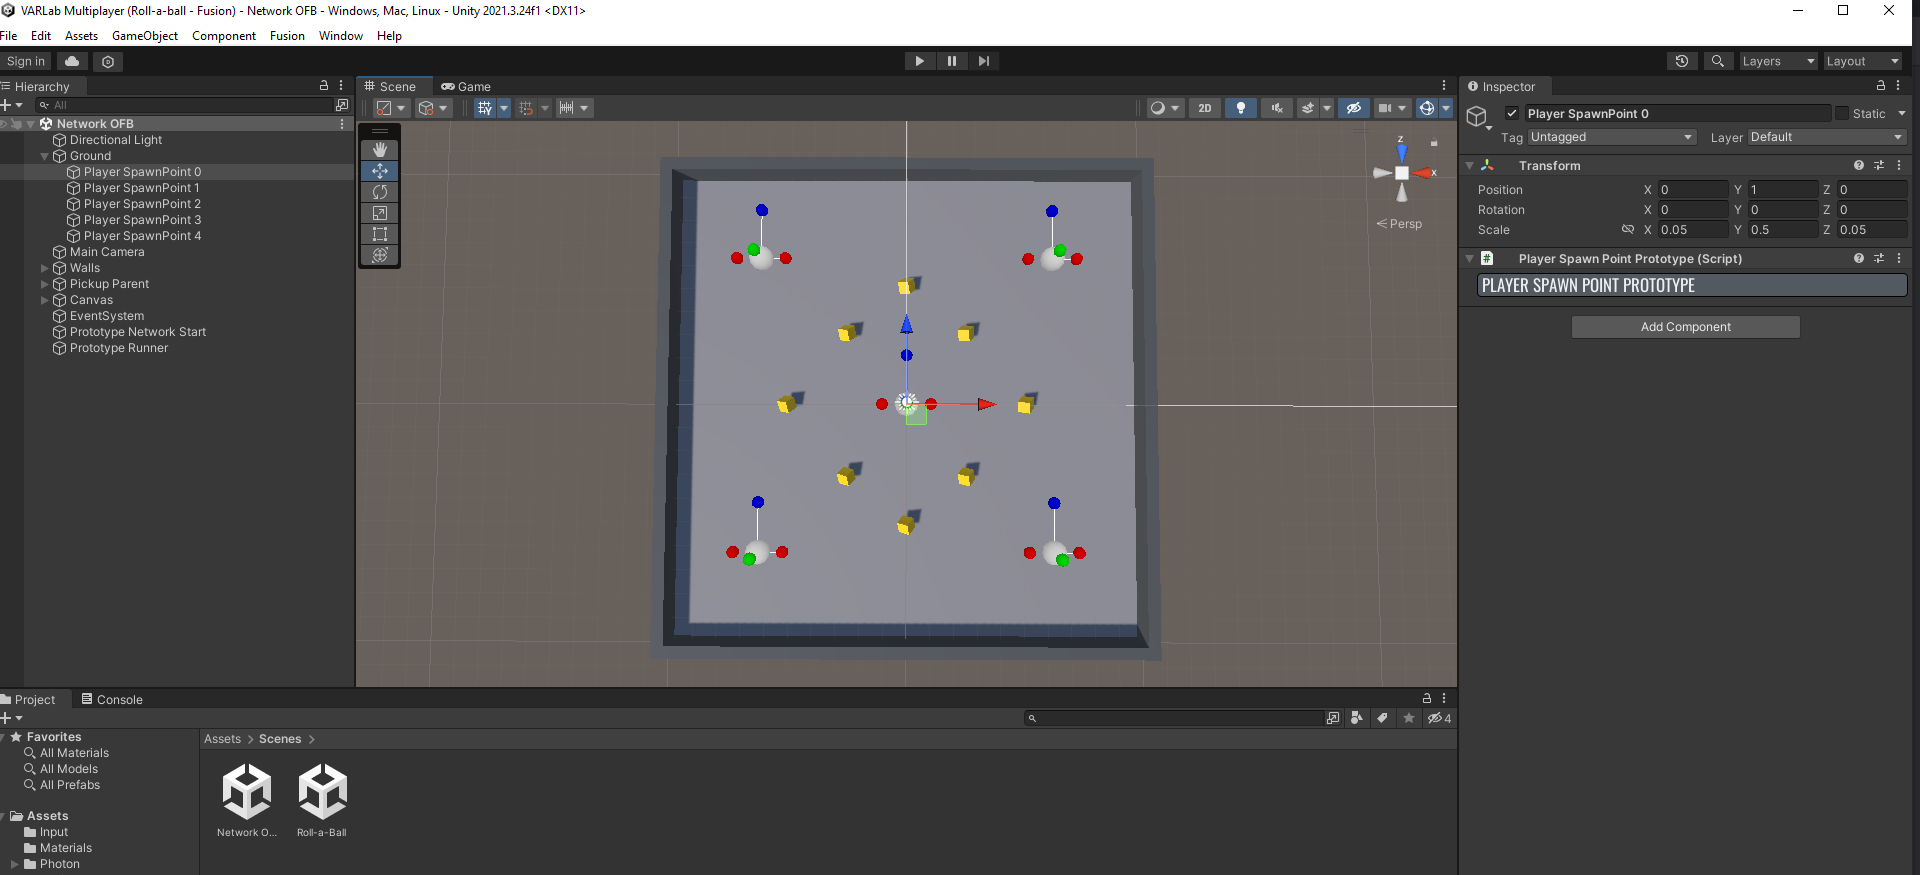 VARLab Multiplayer (Roll-a-ball - Fusion) - Network OFB - Windows, Mac, Linux - Unity 2021.3.24f1 <DX11>
File Edit Assets GameObject Component Fusion Window Help
Sign in Layers Layout
Hierarchy
All
Network OFB
Directional Light
Ground
Player SpawnPoint 0
Player SpawnPoint 1
Player SpawnPoint 2
Player SpawnPoint 3
Player SpawnPoint 4
Main Camera
Walls
Pickup Parent
Canvas
EventSystem
Prototype Network Start
Prototype Runner
Scene Game
2D
z
x
Persp
Inspector
Player SpawnPoint 0 Static
Tag Untagged Layer Default
Transform
Position X 0 Y 1 Z 0
Rotation X 0 Y 0 Z 0
Scale X 0.05 Y 0.5 Z 0.05
# Player Spawn Point Prototype (Script)
PLAYER SPAWN POINT PROTOTYPE
Add Component
Project Console
4
Favorites
All Materials
All Models
All Prefabs
Assets
Input
Materials
Photon
Assets > Scenes >
Network O...
Roll-a-Ball